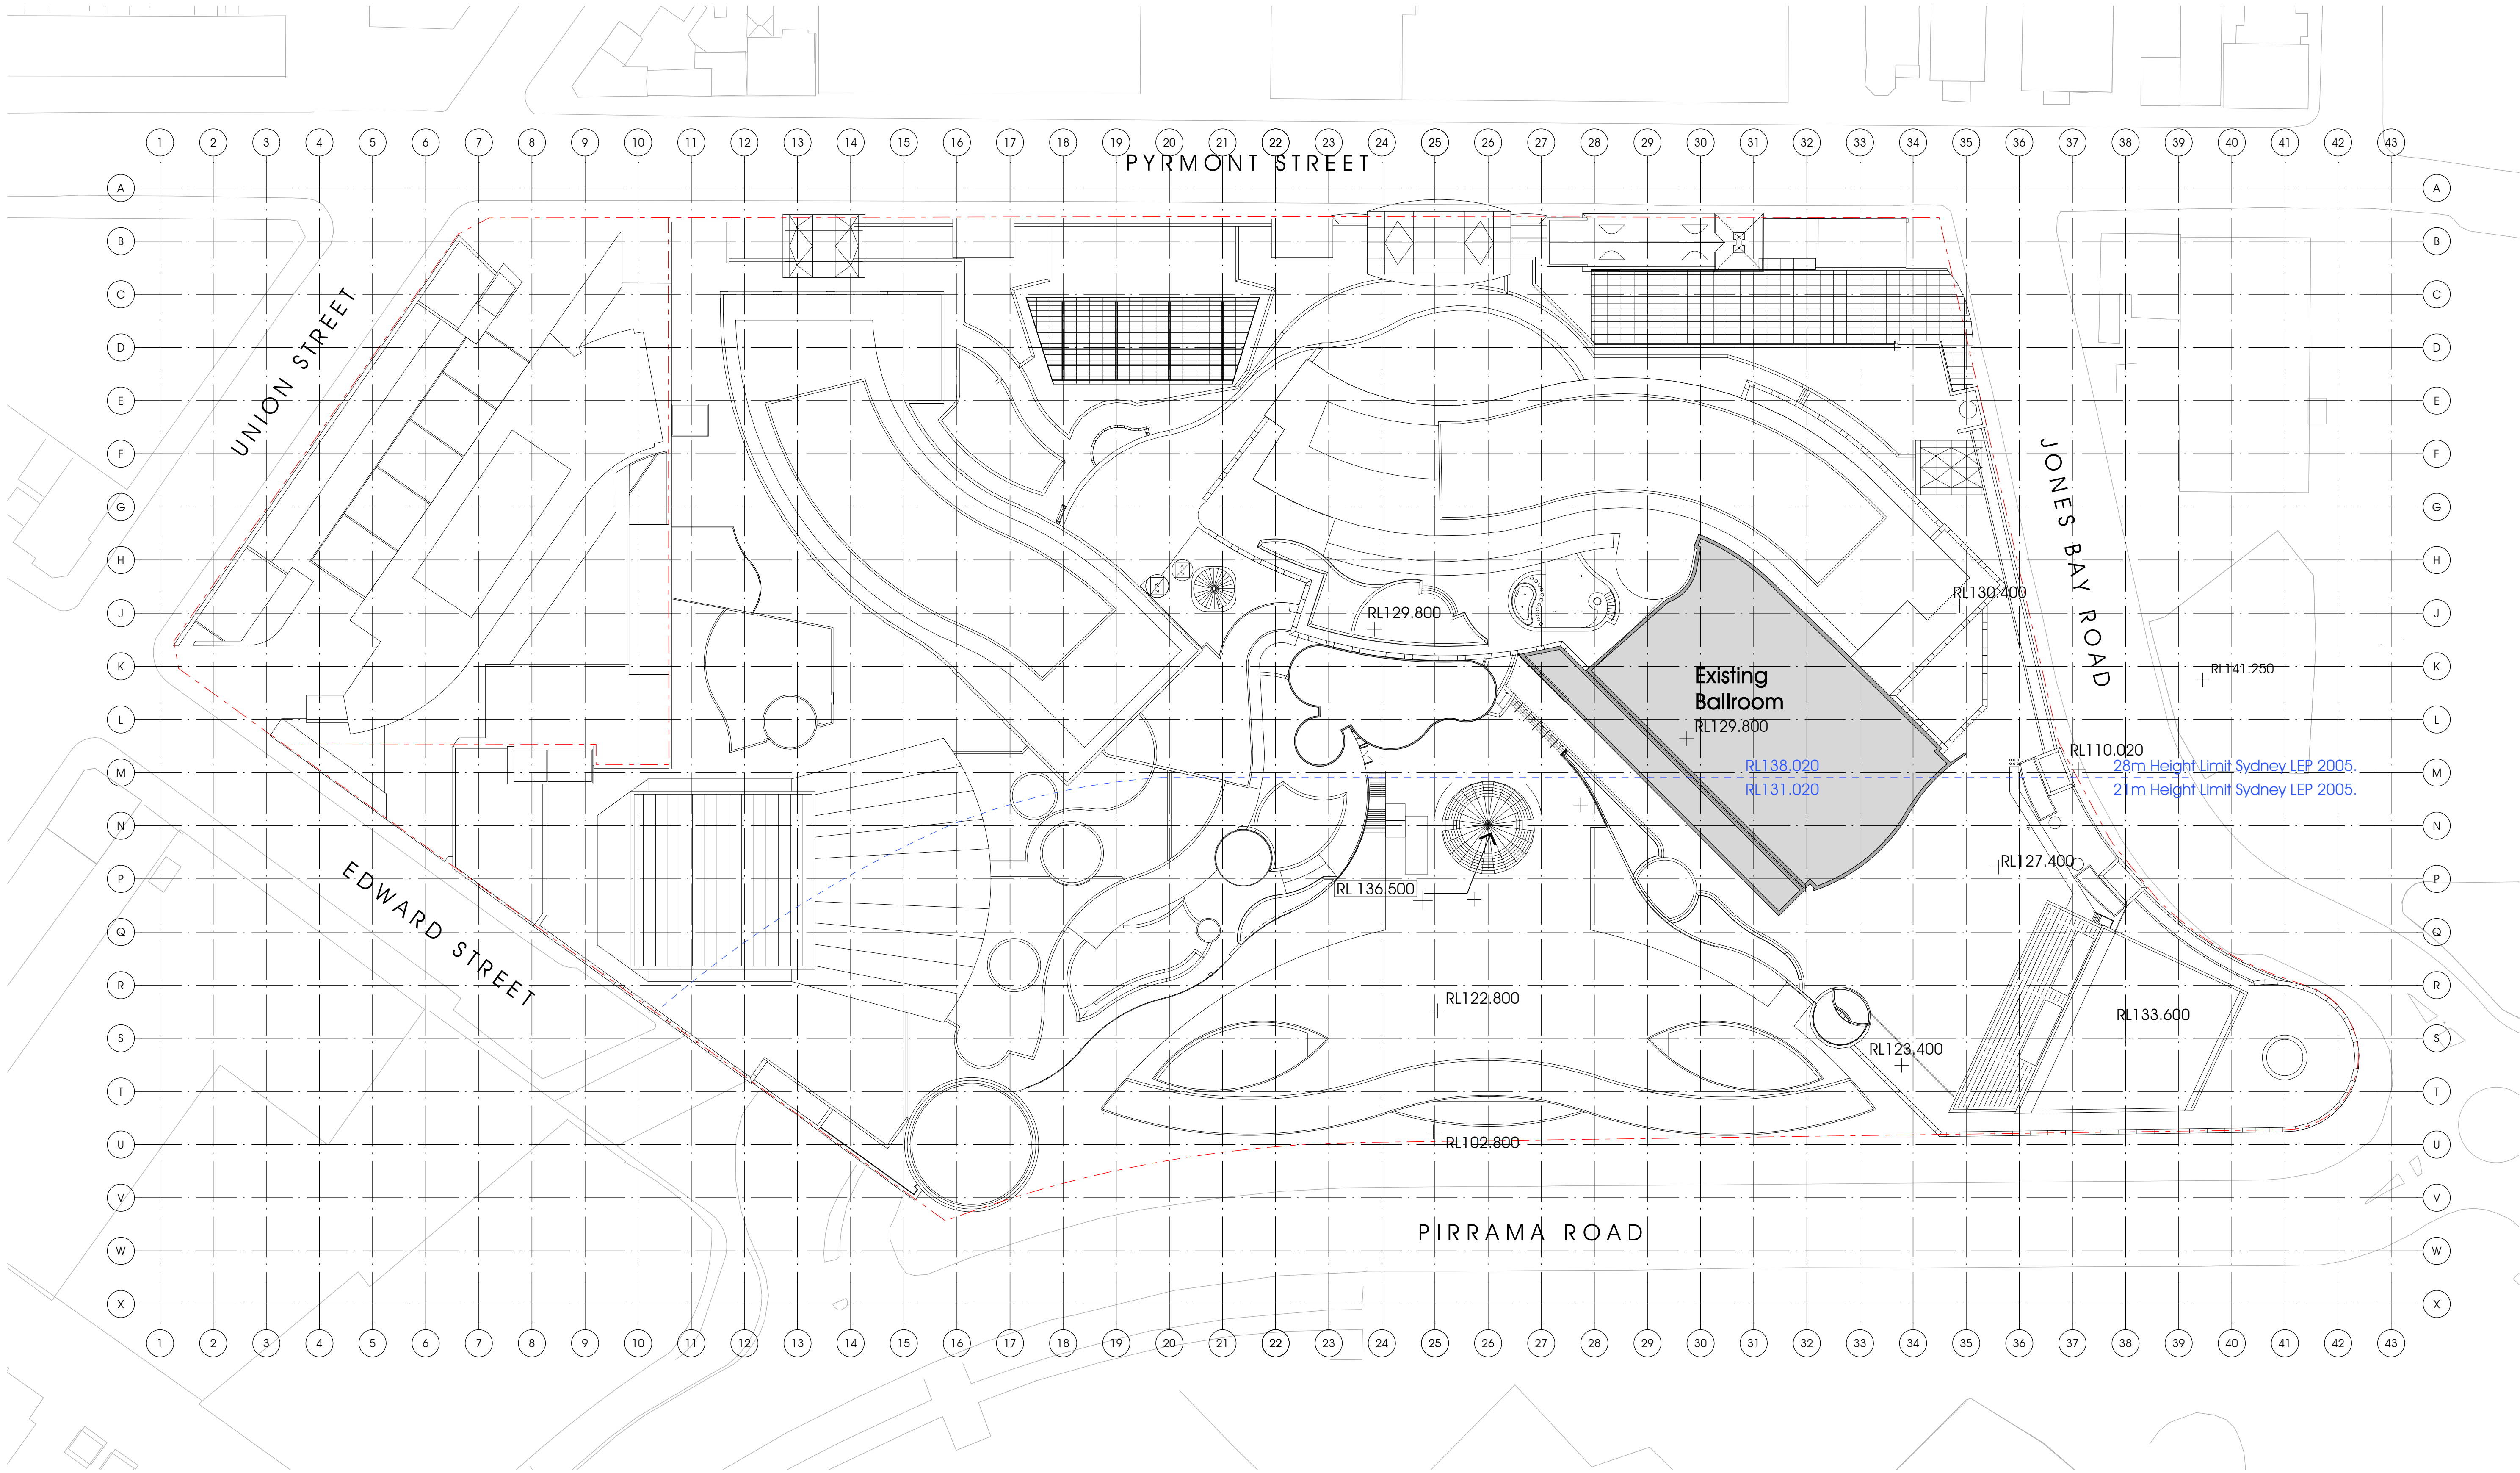 1 2 3 4 5 6 7 8 9 10 11 12 13 14 15 16 17 18 19 20 21 22 23 24 25 26 27 28 29 30 31 32 33 34 35 36 37 38 39 40 41 42 43
PYRMONT STREET
A A
B B
C C
UNION STREET
D D
E E
F F
JONES BAY ROAD
G G
H H
RL130.400
J J
RL129.800
K K
RL141.250
Existing
Ballroom
L L
RL129.800
RL110.020
RL138.020
28m Height Limit Sydney LEP 2005.
M M
RL131.020
21m Height Limit Sydney LEP 2005.
N N
RL127.400
P P
RL 136.500
EDWARD STREET
Q Q
R R
RL122.800
RL133.600
S S
RL123.400
T T
RL102.800
U U
V V
PIRRAMA ROAD
W W
X X
1 2 3 4 5 6 7 8 9 10 11 12 13 14 15 16 17 18 19 20 21 22 23 24 25 26 27 28 29 30 31 32 33 34 35 36 37 38 39 40 41 42 43